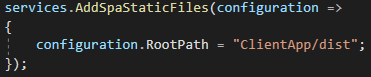 services.AddSpaStaticFiles(configuration =>
{
    configuration.RootPath = "ClientApp/dist";
});